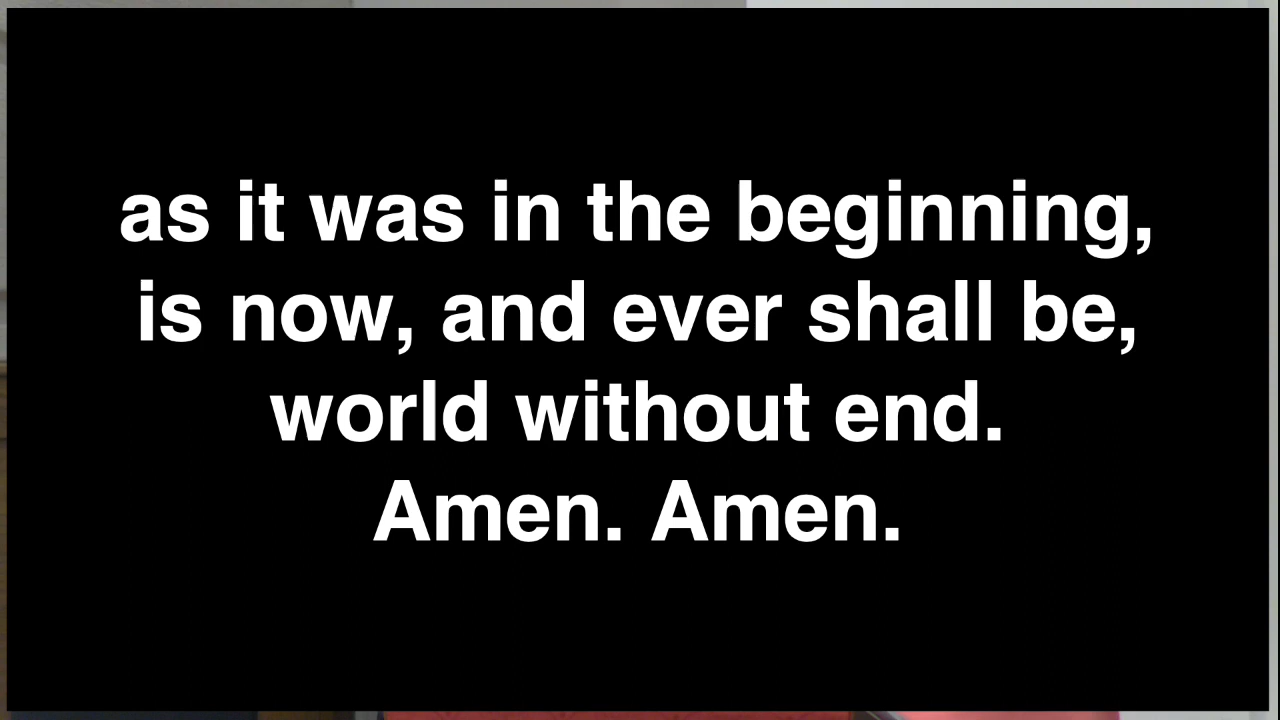 as it was in the beginning,
is now, and ever shall be,
world without end.
Amen. Amen.